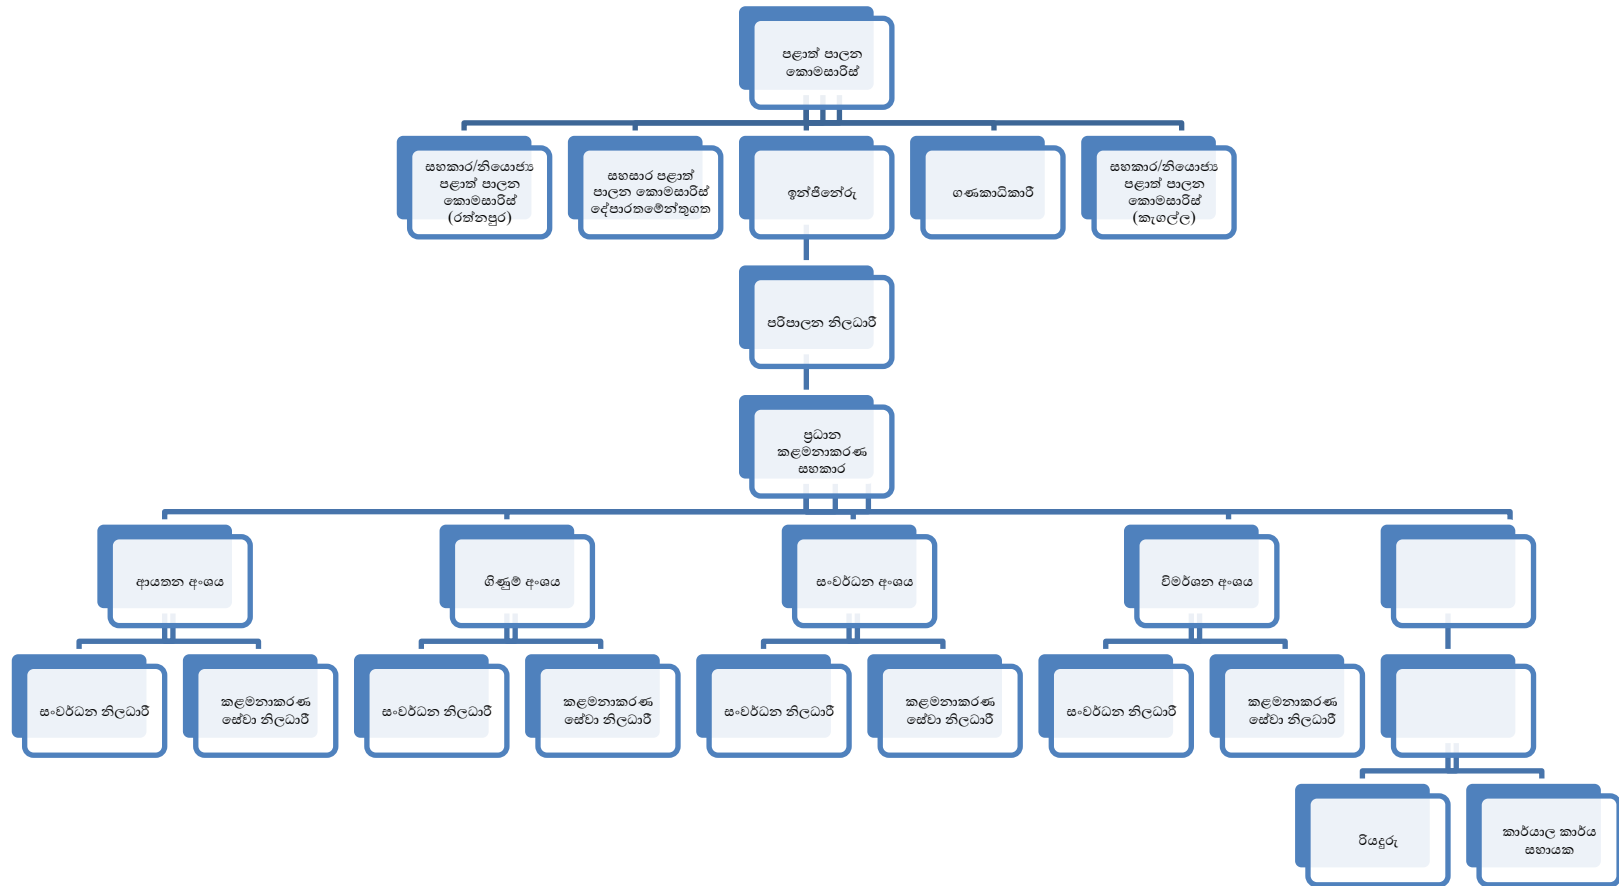 පළාත් පාලන
කොමසාරිස්
සහකාර/නියොජ්‍ය
පළාත් පාලන
කොමසාරිස්
(රත්නපුර)
සහසාර පළාත්
පාලන කොමසාරිස්
දේපාරතමේන්තුගත
ඉන්ජිනේරු
ගණකාධිකාරී
සහකාර/නියොජ්‍ය
පළාත් පාලන
කොමසාරිස්
(කැගල්ල)
පරිපාලන නිලධාරී
ප්‍රධාන
කළමනාකරණ
සහකාර
ආයතන අංශය
ගිණුම් අංශය
සංවර්ධන අංශය
විමර්ශන අංශය
සංවර්ධන නිලධාරී
කළමනාකරණ
සේවා නිලධාරී
සංවර්ධන නිලධාරී
කළමනාකරණ
සේවා නිලධාරී
සංවර්ධන නිලධාරී
කළමනාකරණ
සේවා නිලධාරී
සංවර්ධන නිලධාරී
කළමනාකරණ
සේවා නිලධාරී
රියදුරු
කාර්යාල කාර්ය
සහායක